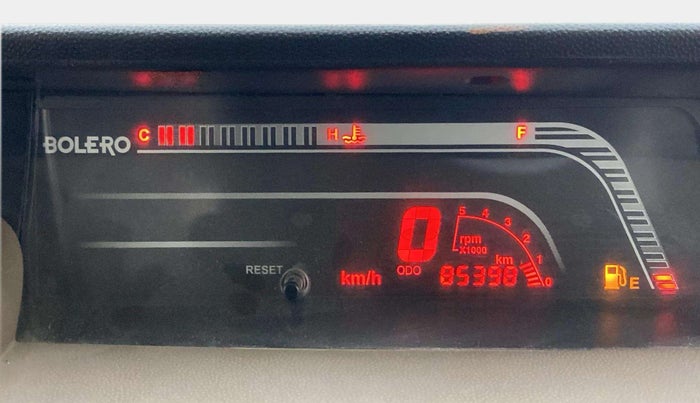 BOLERO C H F
5 4 3 2 1 0
rpm
X1000
0
km/h
ODO
km
85398
RESET
E